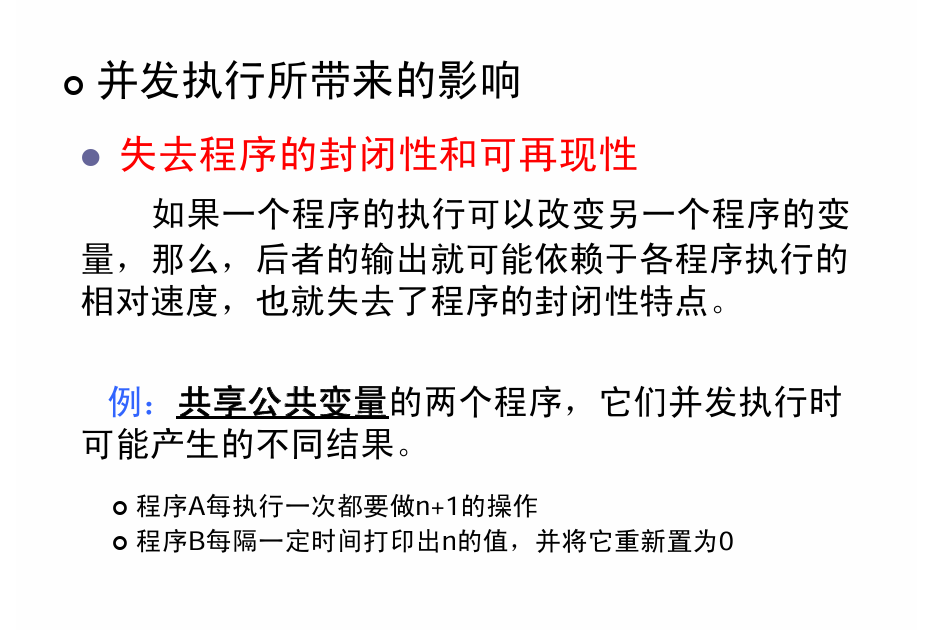 并发执行所带来的影响
失去程序的封闭性和可再现性
如果一个程序的执行可以改变另一个程序的变
量，那么，后者的输出就可能依赖于各程序执行的
相对速度，也就失去了程序的封闭性特点。
例：共享公共变量的两个程序，它们并发执行时
可能产生的不同结果。
程序A每执行一次都要做n+1的操作
程序B每隔一定时间打印出n的值，并将它重新置为0